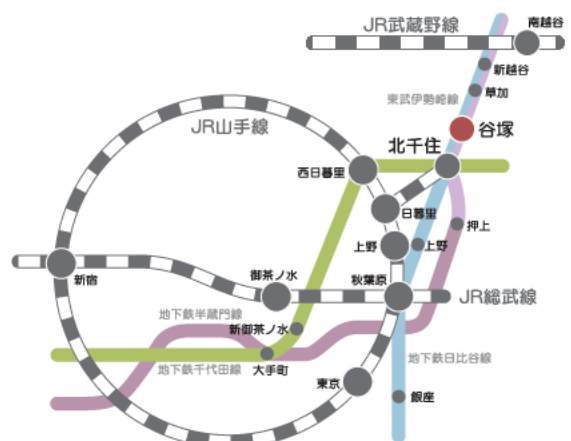 南越谷
JR武蔵野線
新越谷
草加
東武伊勢崎線
谷塚
JR山手線
北千住
西日暮里
日暮里
押上
上野
上野
御茶ノ水
秋葉原
新宿
JR総武線
地下鉄半蔵門線
新御茶ノ水
地下鉄千代田線
大手町
地下鉄日比谷線
東京
銀座